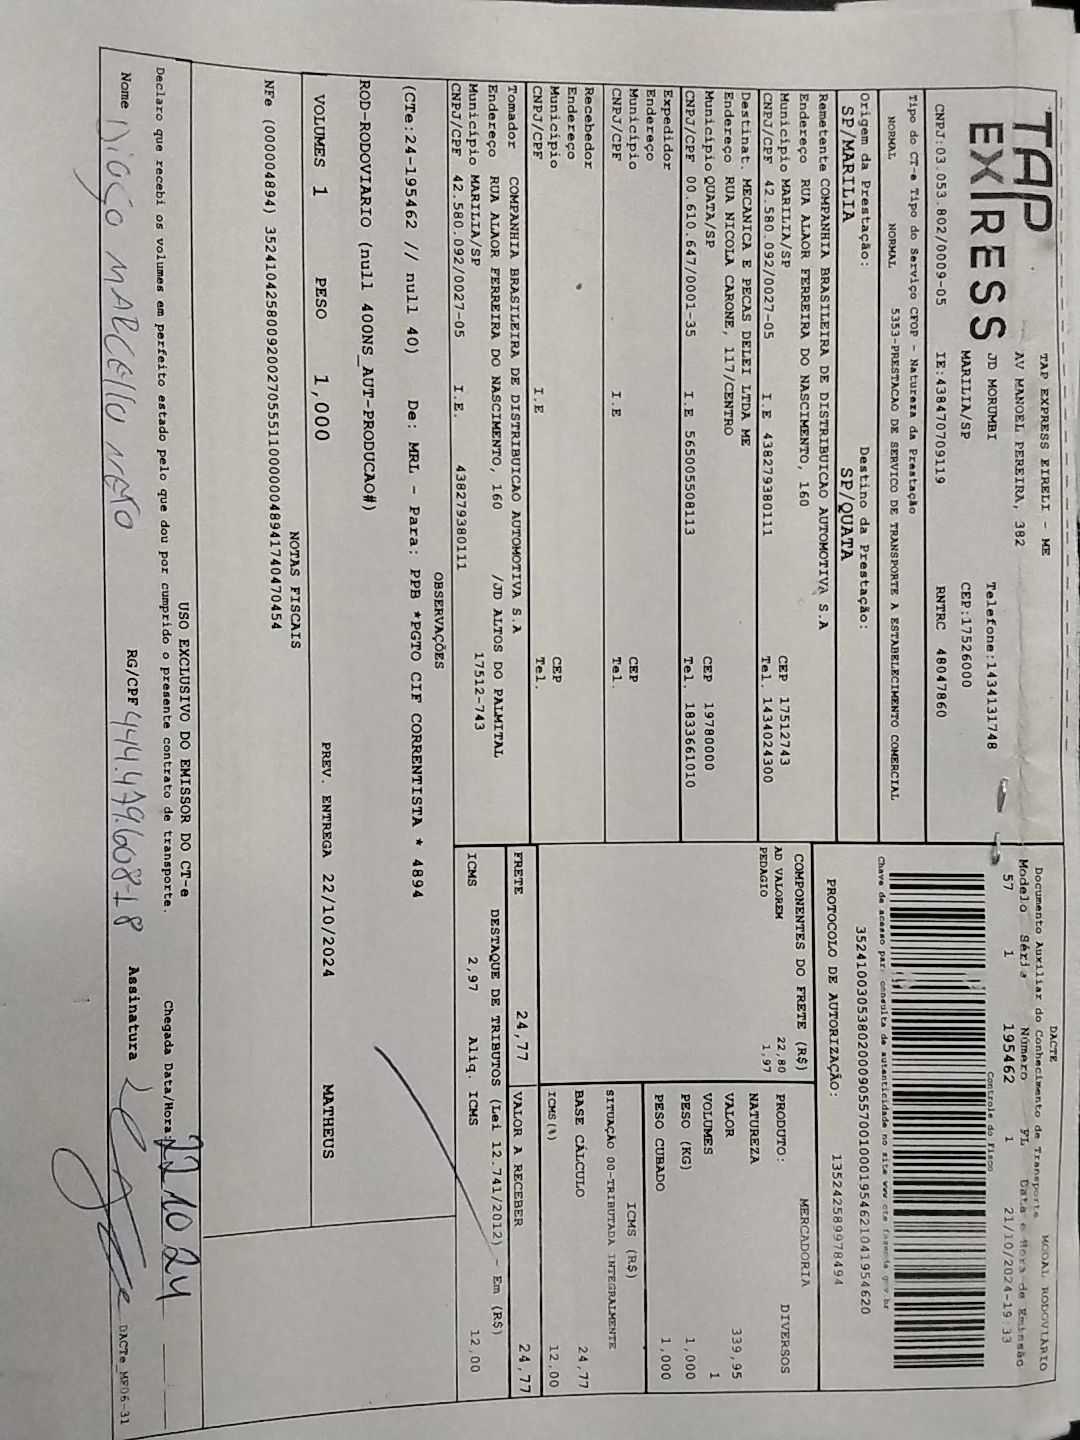 TAP
EXPRESS
TAP EXPRESS EIRELI - ME
AV MANOEL PEREIRA, 382
JD MORUMBI
MARILIA/SP
Telefone:1434131748
CEP:17526000
CNPJ:03.053.802/0009-05 IE:438470709119 RNTRC 48047860
Tipo do CT-e Tipo do Serviço CFOP - Natureza da Prestação
NORMAL NORMAL 5353-PRESTACAO DE SERVICO DE TRANSPORTE A ESTABELECIMENTO COMERCIAL
Origem da Prestação: Destino da Prestação:
SP/MARILIA SP/QUATA
Remetente COMPANHIA BRASILEIRA DE DISTRIBUICAO AUTOMOTIVA S.A
Endereço RUA ALAOR FERREIRA DO NASCIMENTO, 160
Município MARILIA/SP CEP 17512743
CNPJ/CPF 42.580.092/0027-05 I.E 438279380111 Tel. 1434024300
Destinat. MECANICA E PECAS DELEI LTDA ME
Endereço RUA NICOLA CARONE, 117/CENTRO
Município QUATA/SP CEP 19780000
CNPJ/CPF 00.610.647/0001-35 I.E 565005508113 Tel. 1833661010
Expedidor
Endereço
Município CEP
CNPJ/CPF I.E Tel.
Recebedor
Endereço
Município CEP
CNPJ/CPF I.E Tel.
Tomador COMPANHIA BRASILEIRA DE DISTRIBUICAO AUTOMOTIVA S.A
Endereço RUA ALAOR FERREIRA DO NASCIMENTO, 160 /JD ALTOS DO PALMITAL
Município MARILIA/SP 17512-743
CNPJ/CPF 42.580.092/0027-05 I.E. 438279380111
DACTE
Documento Auxiliar do Conhecimento de Transporte MODAL RODOVIARIO
Modelo Série Número FL Data e Hora de Emissão
57 1 195462 1 21/10/2024-19:33
Controle do Fisco
Chave de acesso para consulta de autenticidade no site www.cte.fazenda.gov.br
35241003053802000905570010001954621041954620
PROTOCOLO DE AUTORIZAÇÃO: 135242589978494
COMPONENTES DO FRETE (R$)
AD VALOREM 22,80
PEDAGIO 1,97
PRODUTO: MERCADORIA
NATUREZA DIVERSOS
VALOR 339,95
VOLUMES 1
PESO (KG) 1,000
PESO CUBADO 1,000
ICMS (R$)
SITUAÇÃO 00-TRIBUTADA INTEGRALMENTE
BASE CÁLCULO 24,77
ICMS(%) 12,00
FRETE 24,77 VALOR A RECEBER 24,77
DESTAQUE DE TRIBUTOS (Lei 12.741/2012) - Em (R$)
ICMS 2,97 Aliq. ICMS 12,00
OBSERVAÇÕES
(CTe:24-195462 // null 40) De: MRL - Para: PPB *PGTO CIF CORRENTISTA * 4894
ROD-RODOVIARIO (null 400NS_AUT-PRODUCAO#)
VOLUMES 1 PESO 1,000 PREV. ENTREGA 22/10/2024 MATHEUS
NOTAS FISCAIS
NFe (000004894) 35241042580092002705551100000048941740470454
USO EXCLUSIVO DO EMISSOR DO CT-e
Declaro que recebi os volumes em perfeito estado pelo que dou por cumprido o presente contrato de transporte. Chegada Data/Hora: 22 10 24
Nome Diogo Marcello Neto RG/CPF 444.479.608-78 Assinatura
DACTe_MF06-31